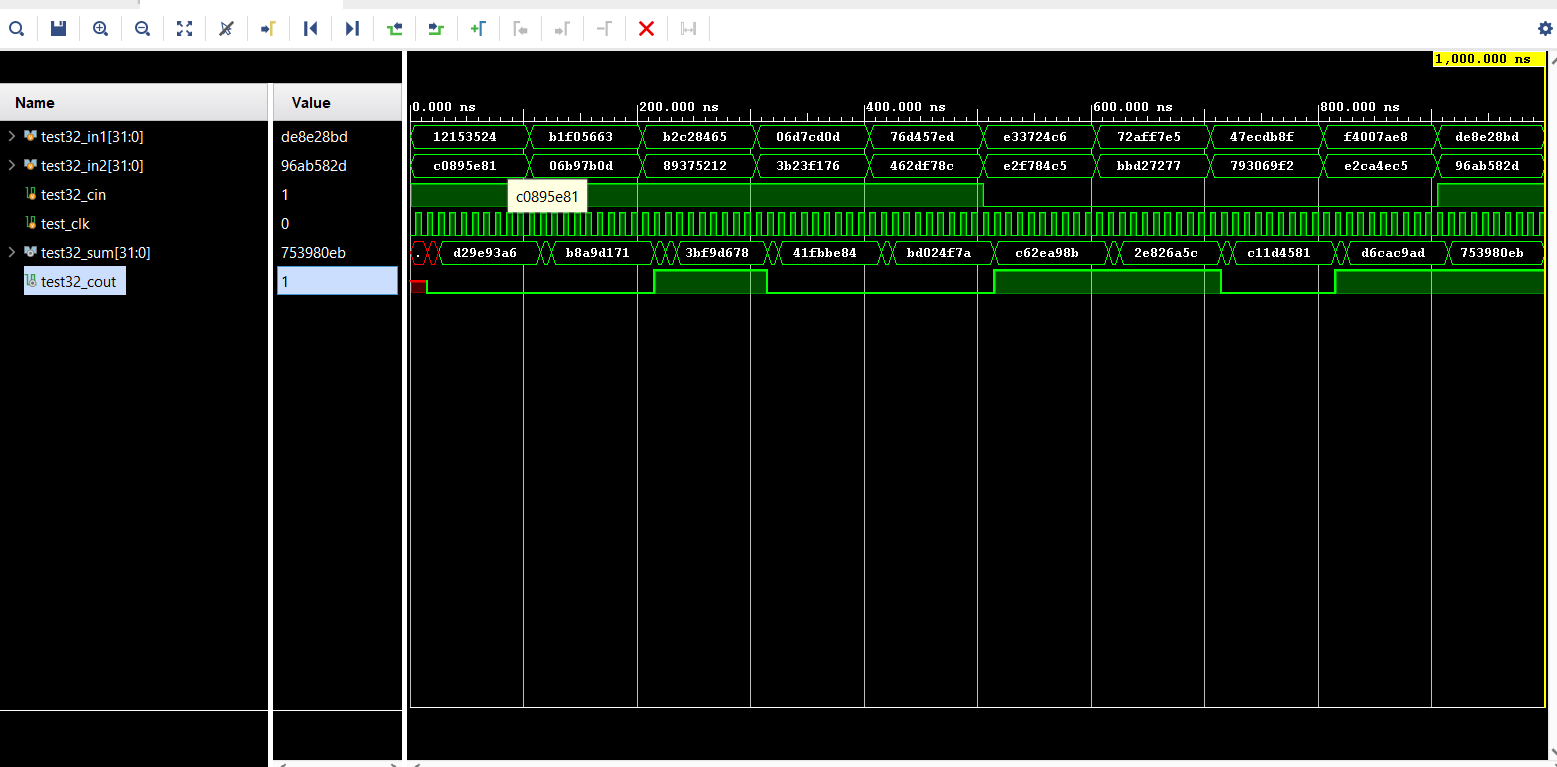 1,000.000 ns
Name Value 0.000 ns 200.000 ns 400.000 ns 600.000 ns 800.000 ns
test32_in1[31:0] de8e28bd 12153524 b1f05663 b2c28465 06d7cd0d 76d457ed e33724c6 72aff7e5 47ecdb8f f4007ae8 de8e28bd
test32_in2[31:0] 96ab582d c0895e81 06b97b0d 89375212 3b23f176 462df78c e2f784c5 bbd27277 793069f2 e2ca4ec5 96ab582d
test32_cin 1 c0895e81
test_clk 0
test32_sum[31:0] 753980eb . d29e93a6 b8a9d171 3bf9d678 41fbbe84 bd024f7a c62ea98b 2e826a5c c11d4581 d6cac9ad 753980eb
test32_cout 1